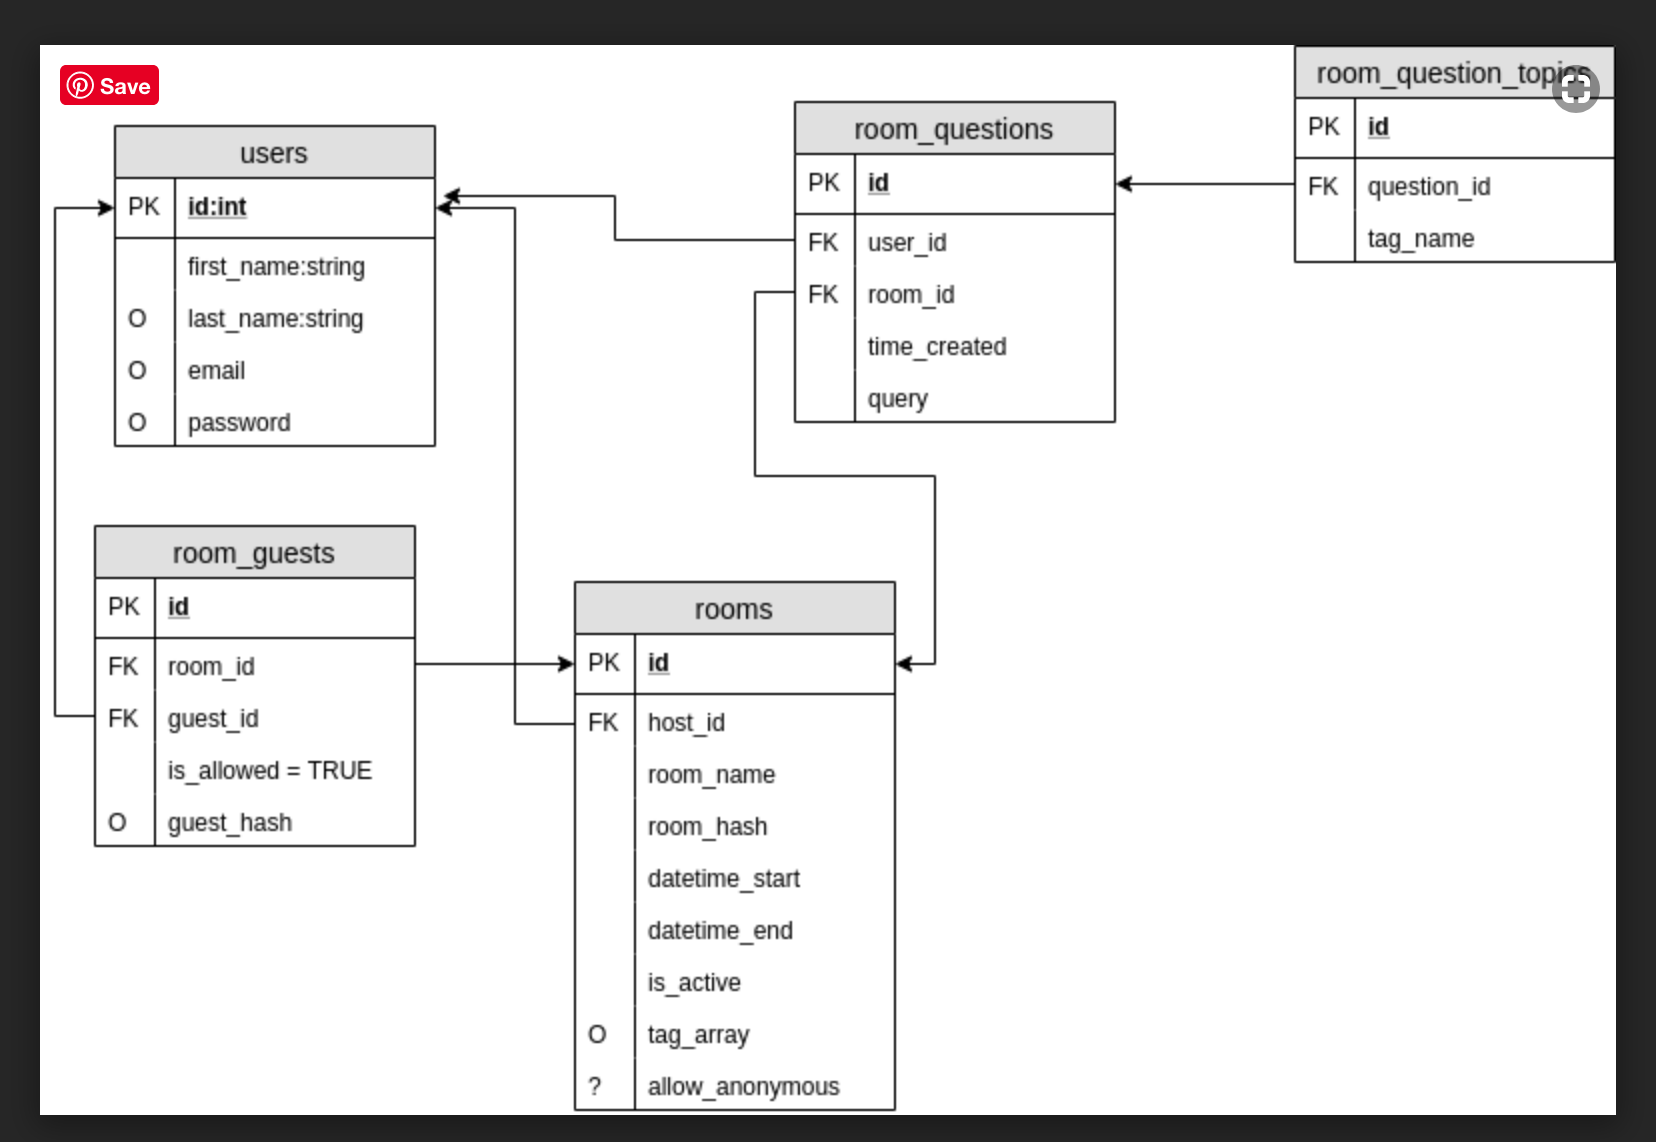 Save
users
PK id:int
first_name:string
O last_name:string
O email
O password
room_questions
PK id
FK user_id
FK room_id
time_created
query
room_question_topics
PK id
FK question_id
tag_name
room_guests
PK id
FK room_id
FK guest_id
is_allowed = TRUE
O guest_hash
rooms
PK id
FK host_id
room_name
room_hash
datetime_start
datetime_end
is_active
O tag_array
? allow_anonymous